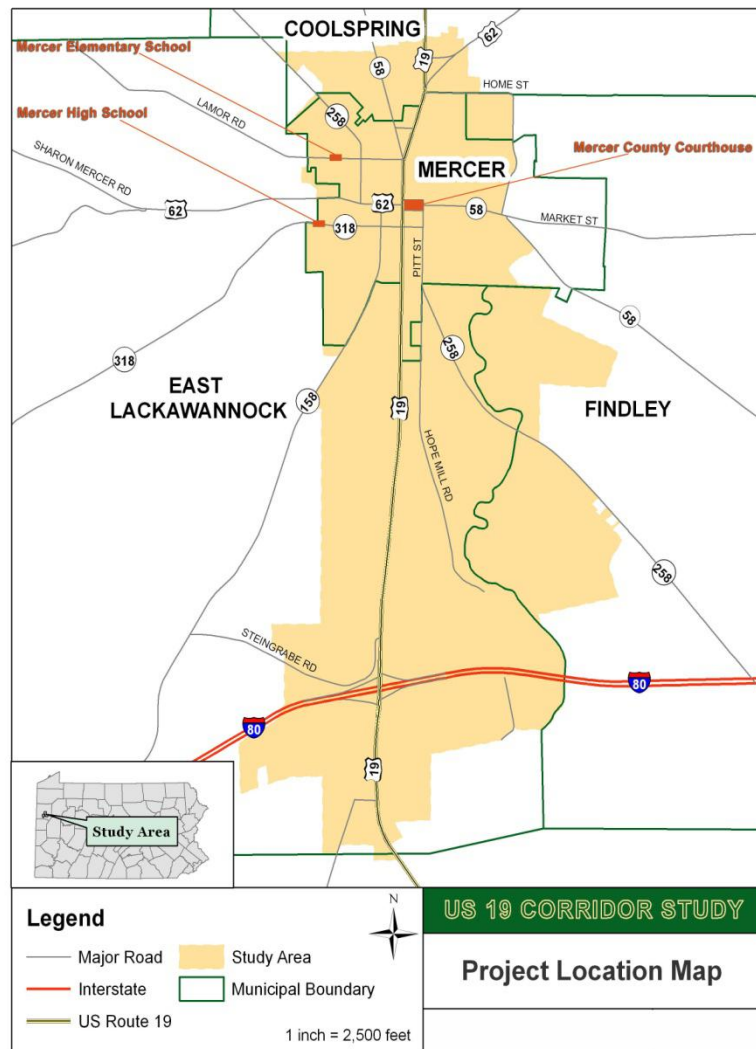 COOLSPRING
Mercer Elementary School
62
19
58
HOME ST
Mercer High School
258
LAMOR RD
Mercer County Courthouse
SHARON MERCER RD
MERCER
62
62
58
MARKET ST
318
PITT ST
58
258
318
EAST
LACKAWANNOCK
158
19
FINDLEY
HOPE MILL RD
258
STEINGRABE RD
80
80
19
Study Area
Legend
N
Major Road
Study Area
Interstate
Municipal Boundary
US Route 19
1 inch = 2,500 feet
US 19 CORRIDOR STUDY
Project Location Map